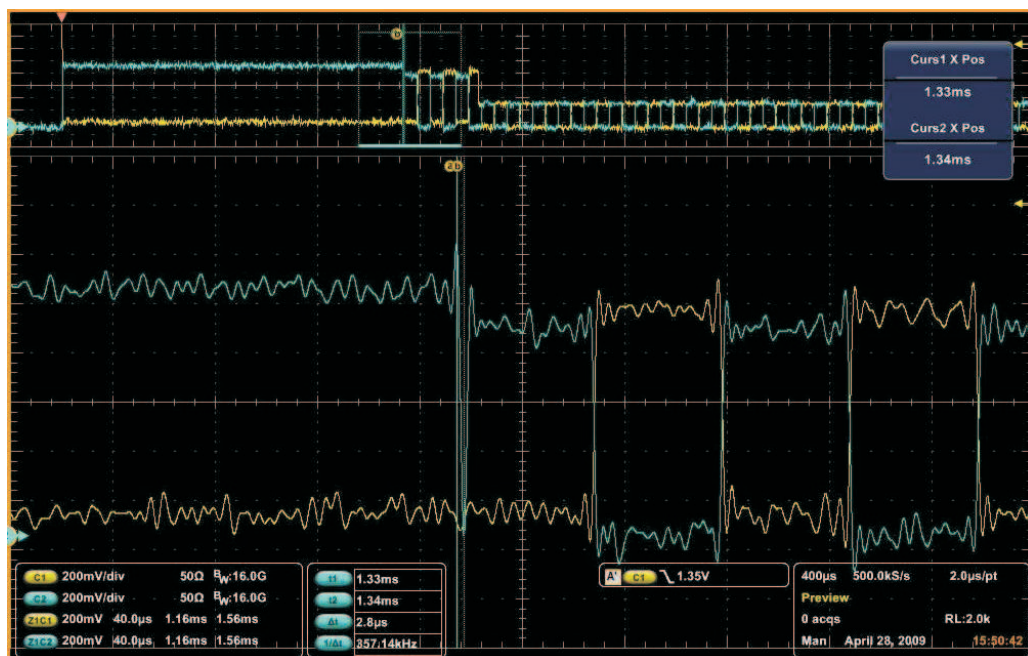 b
Curs1 X Pos
1.33ms
Curs2 X Pos
1.34ms
a b
C1 200mV/div 50Ω BW:16.0G
C2 200mV/div 50Ω BW:16.0G
Z1C1 200mV 40.0µs 1.16ms 1.56ms
Z1C2 200mV 40.0µs 1.16ms 1.56ms
t1 1.33ms
t2 1.34ms
Δt 2.8µs
1/Δt 357.14kHz
A' C1 1.35V
400µs 500.0kS/s 2.0µs/pt
Preview
0 acqs RL:2.0k
Man April 28, 2009 15:50:42